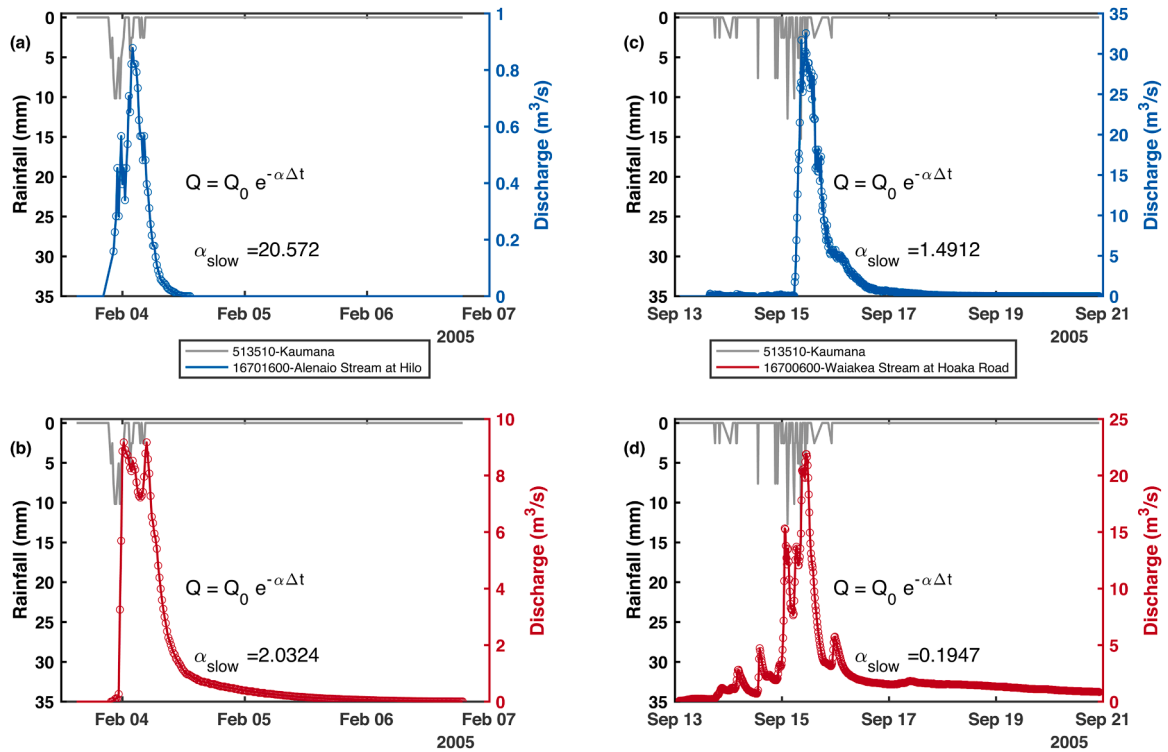 (a)
Rainfall (mm)
0
5
10
15
20
25
30
35
Q = Q0 e-αΔt
αslow =20.572
Discharge (m3/s)
1
0.8
0.6
0.4
0.2
0
Feb 04
Feb 05
Feb 06
Feb 07
2005
513510-Kaumana
16701600-Alenaio Stream at Hilo
(c)
Rainfall (mm)
0
5
10
15
20
25
30
35
Q = Q0 e-αΔt
αslow =1.4912
Discharge (m3/s)
35
30
25
20
15
10
5
0
Sep 13
Sep 15
Sep 17
Sep 19
Sep 21
2005
513510-Kaumana
16700600-Waiakea Stream at Hoaka Road
(b)
Rainfall (mm)
0
5
10
15
20
25
30
35
Q = Q0 e-αΔt
αslow =2.0324
Discharge (m3/s)
10
8
6
4
2
0
Feb 04
Feb 05
Feb 06
Feb 07
2005
(d)
Rainfall (mm)
0
5
10
15
20
25
30
35
Q = Q0 e-αΔt
αslow =0.1947
Discharge (m3/s)
25
20
15
10
5
0
Sep 13
Sep 15
Sep 17
Sep 19
Sep 21
2005